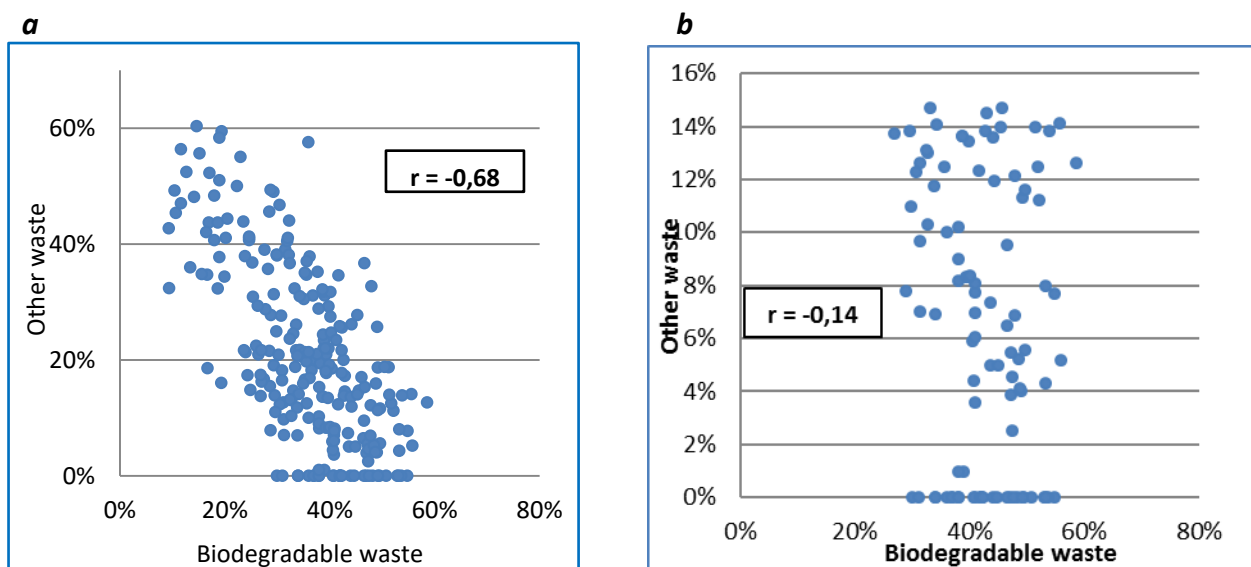 a
60%
40%
20%
0%
Other waste
r = -0,68
0% 20% 40% 60% 80%
Biodegradable waste
b
16%
14%
12%
10%
8%
6%
4%
2%
0%
Other waste
r = -0,14
0% 20% 40% 60% 80%
Biodegradable waste